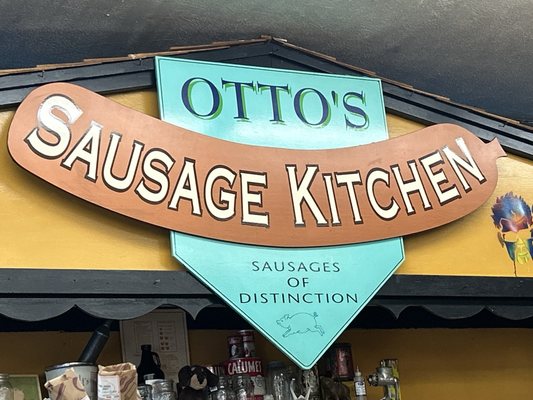 OTTO'S
SAUSAGE KITCHEN
SAUSAGES
OF
DISTINCTION
CALUMET